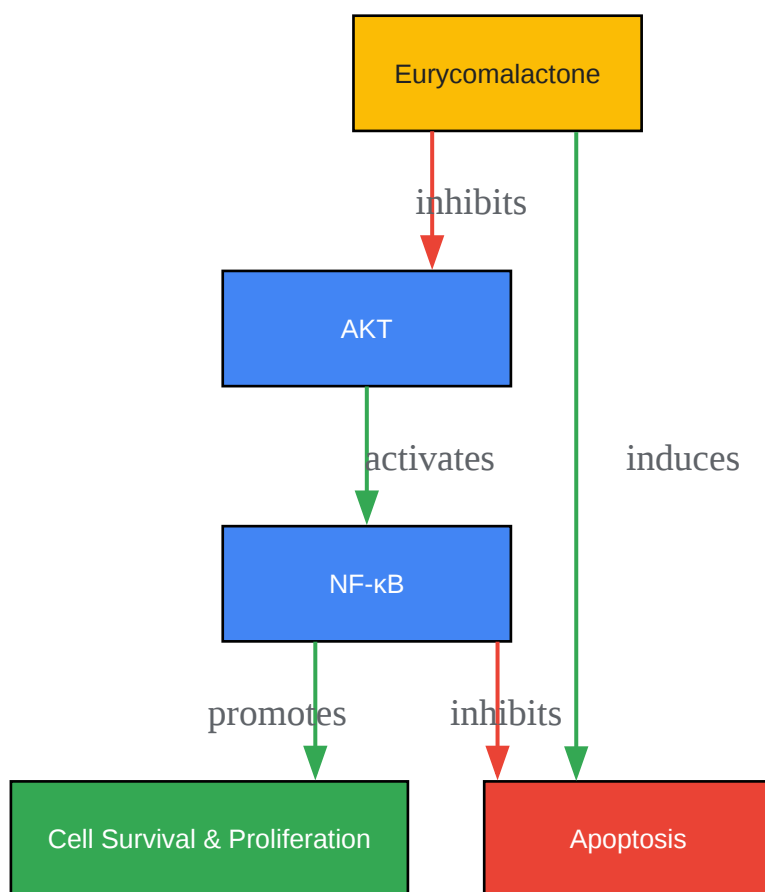 Eurycomalactone
inhibits
AKT
activates
induces
NF-κB
promotes
inhibits
Cell Survival & Proliferation
Apoptosis